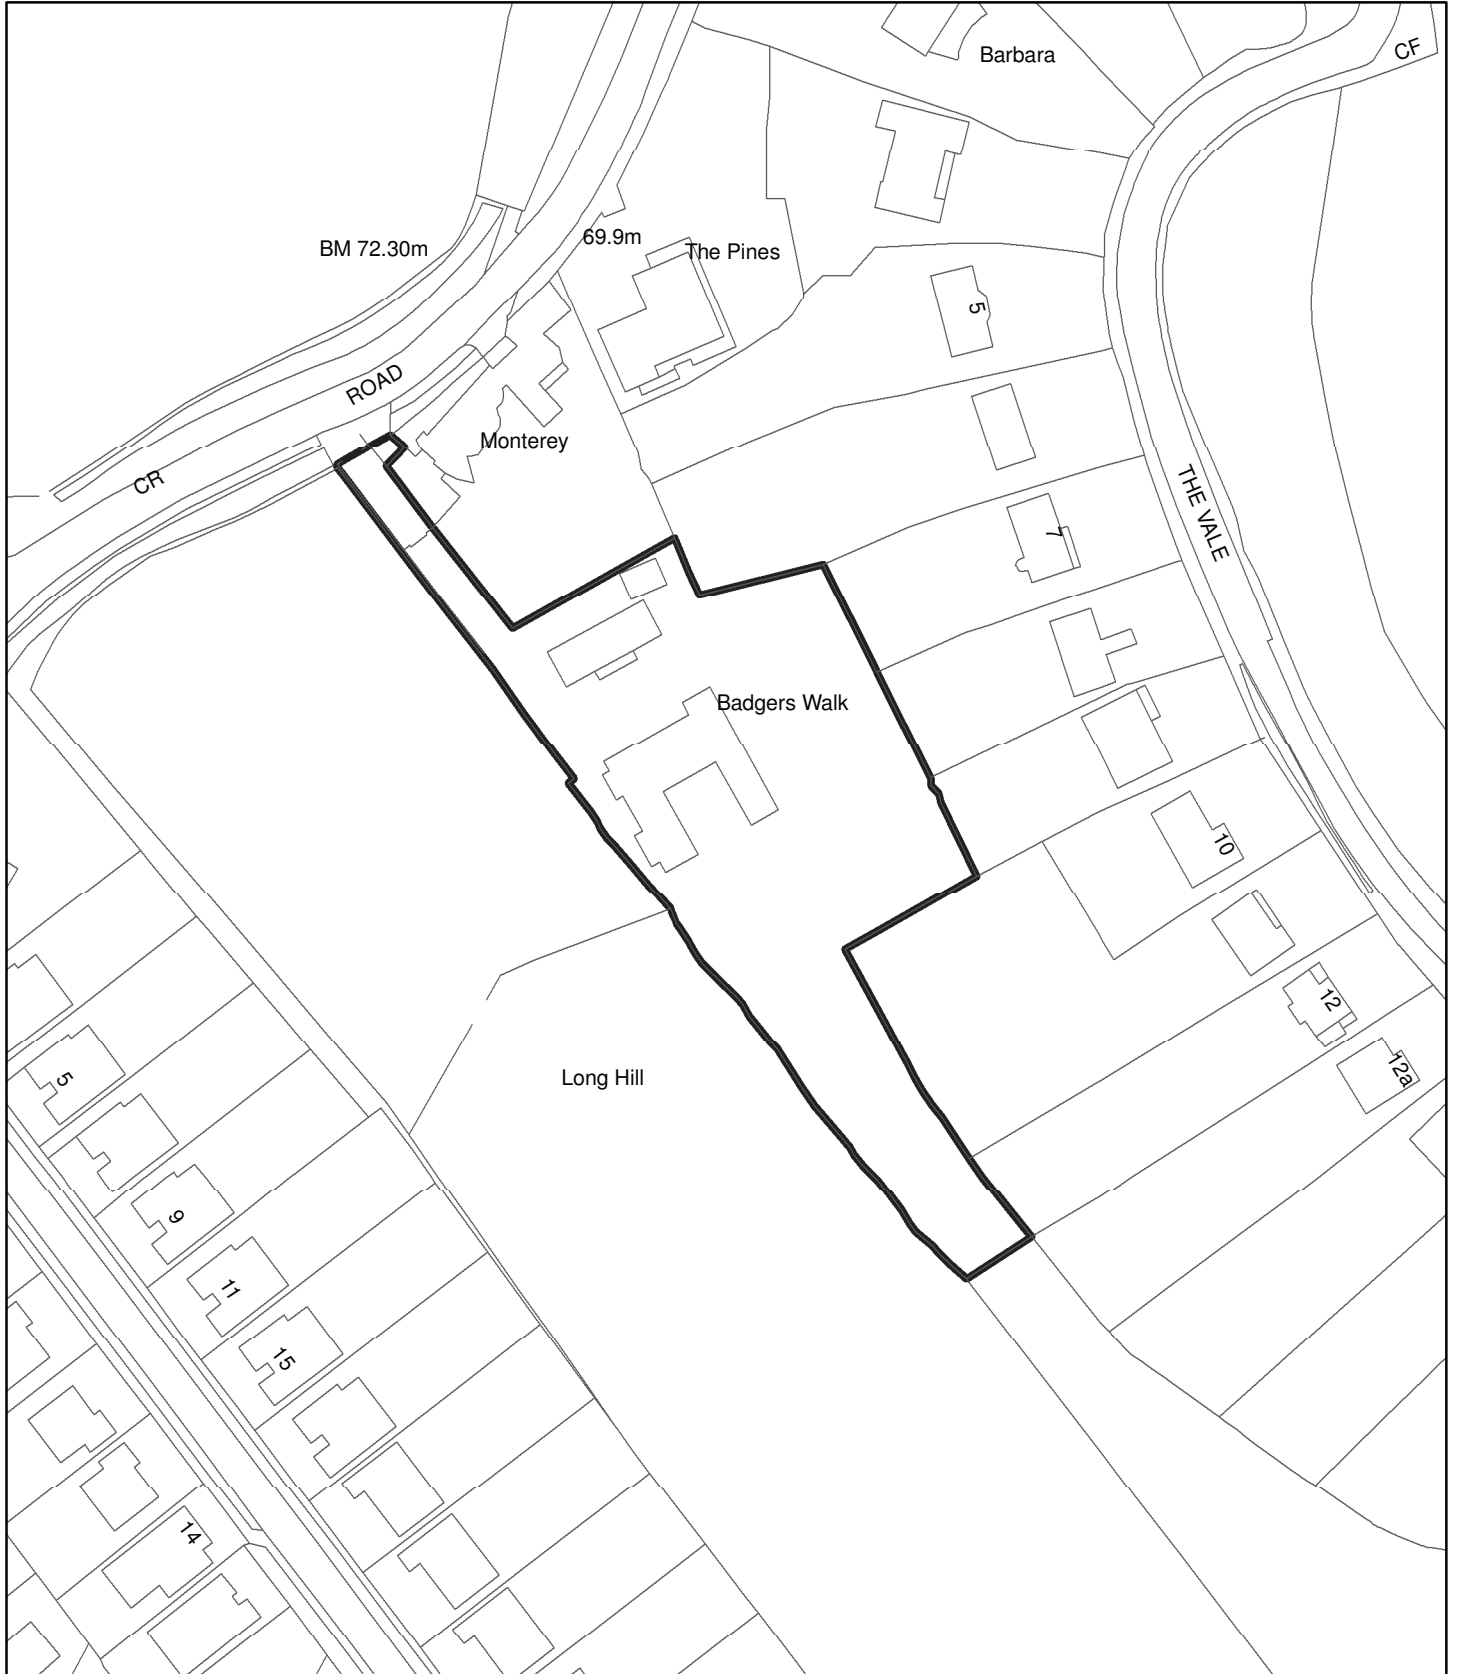 Barbara
CF
BM 72.30m
69.9m
The Pines
5
ROAD
Monterey
CR
THE VALE
7
Badgers Walk
10
12
12a
Long Hill
5
9
11
15
14